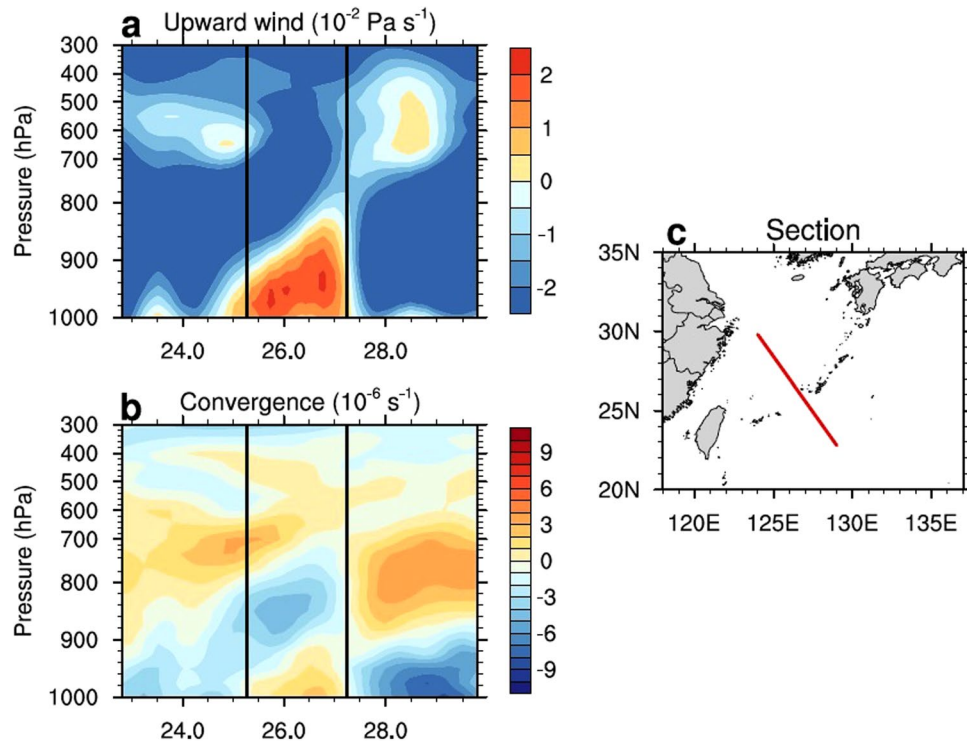 a Upward wind (10-2 Pa s-1)
Pressure (hPa)
300
400
500
600
700
800
900
1000
24.0 26.0 28.0
2
1
0
-1
-2
b Convergence (10-6 s-1)
Pressure (hPa)
300
400
500
600
700
800
900
1000
24.0 26.0 28.0
9
6
3
0
-3
-6
-9
c Section
35N
30N
25N
20N
120E 125E 130E 135E